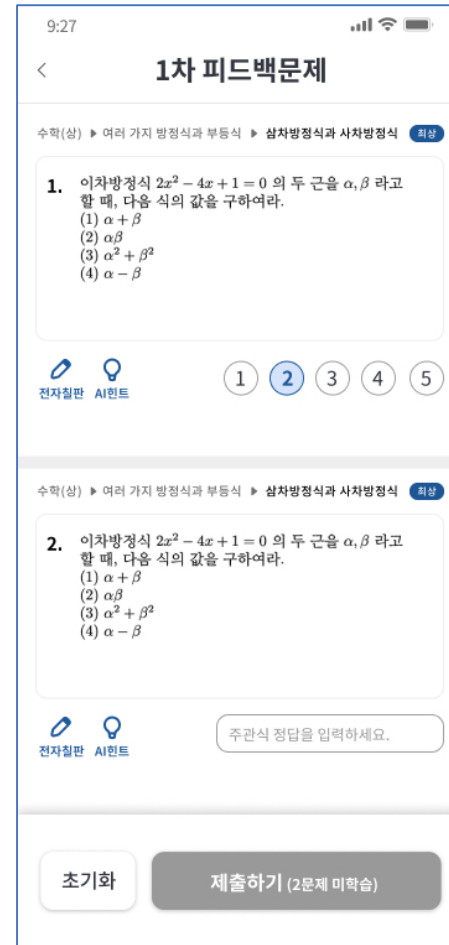 9:27
1차 피드백문제
수학(상) ▶ 여러 가지 방정식과 부등식 ▶ 삼차방정식과 사차방정식 최상
1. 이차방정식 2x² − 4x + 1 = 0 의 두 근을 α, β 라고
할 때, 다음 식의 값을 구하여라.
(1) α + β
(2) αβ
(3) α² + β²
(4) α − β
전자칠판 AI힌트 1 2 3 4 5
수학(상) ▶ 여러 가지 방정식과 부등식 ▶ 삼차방정식과 사차방정식 최상
2. 이차방정식 2x² − 4x + 1 = 0 의 두 근을 α, β 라고
할 때, 다음 식의 값을 구하여라.
(1) α + β
(2) αβ
(3) α² + β²
(4) α − β
전자칠판 AI힌트 주관식 정답을 입력하세요.
초기화 제출하기 (2문제 미학습)